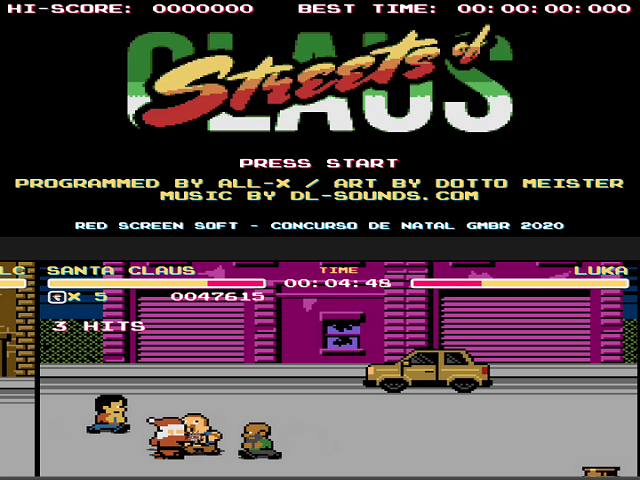 HI-SCORE: 0000000 BEST TIME: 00:00:00:000
Streets of
CLAUS
PRESS START
PROGRAMMED BY ALL-X / ART BY DOTTO MEISTER
MUSIC BY DL-SOUNDS.COM
RED SCREEN SOFT - CONCURSO DE NATAL GMBR 2020
LC SANTA CLAUS TIME LUKA
00:04:48
X 5 0047615
3 HITS